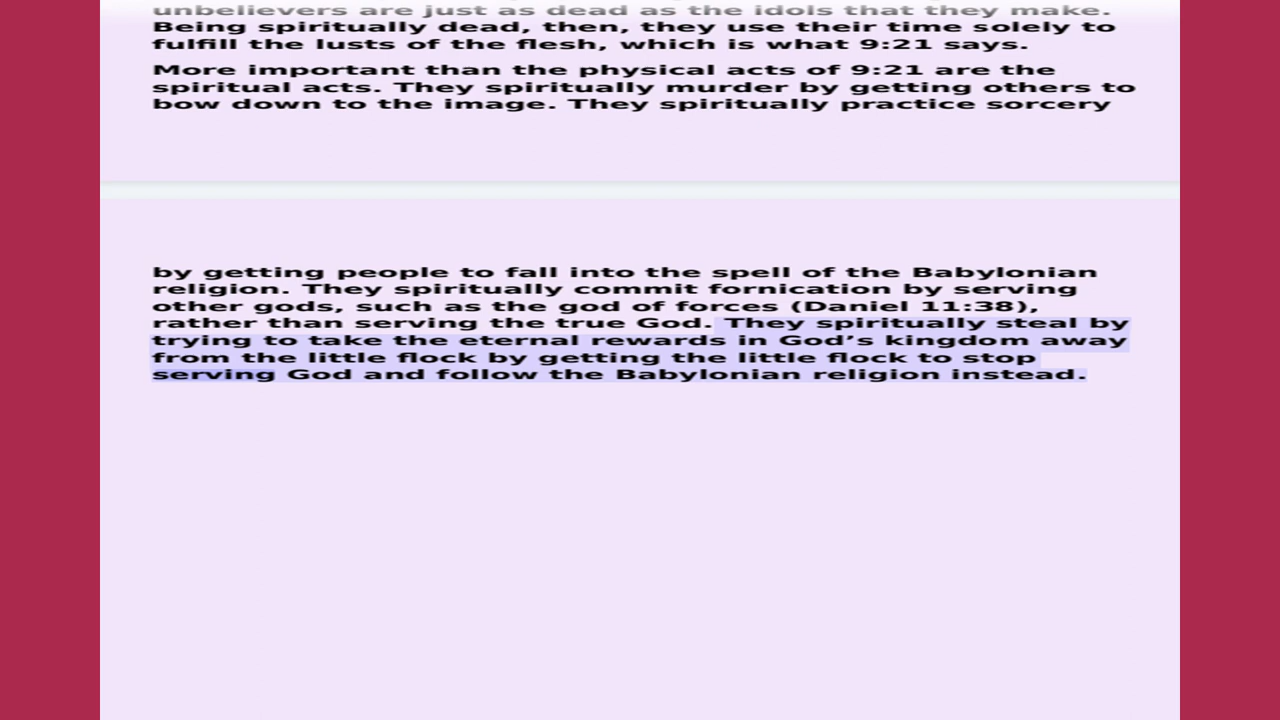 unbelievers are just as dead as the idols that they make.
Being spiritually dead, then, they use their time solely to
fulfill the lusts of the flesh, which is what 9:21 says.
More important than the physical acts of 9:21 are the
spiritual acts. They spiritually murder by getting others to
bow down to the image. They spiritually practice sorcery
by getting people to fall into the spell of the Babylonian
religion. They spiritually commit fornication by serving
other gods, such as the god of forces (Daniel 11:38),
rather than serving the true God. They spiritually steal by
trying to take the eternal rewards in God’s kingdom away
from the little flock by getting the little flock to stop
serving God and follow the Babylonian religion instead.